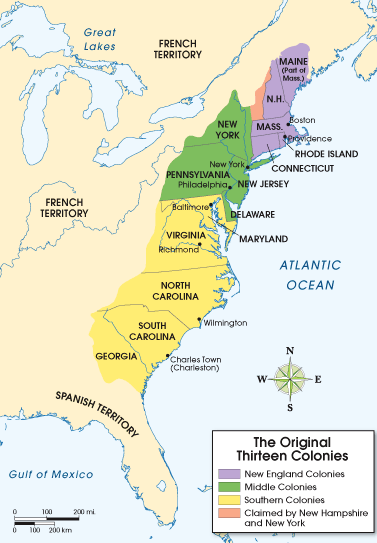 Great
Lakes
FRENCH
TERRITORY
MAINE
(Part of
Mass.)
N.H.
NEW
YORK
MASS.
Boston
Providence
RHODE ISLAND
CONNECTICUT
New York
PENNSYLVANIA
Philadelphia
NEW JERSEY
FRENCH
TERRITORY
Baltimore
DELAWARE
MARYLAND
VIRGINIA
Richmond
ATLANTIC
OCEAN
NORTH
CAROLINA
SOUTH
CAROLINA
Wilmington
GEORGIA
Charles Town
(Charleston)
SPANISH TERRITORY
N
W
E
S
Gulf of Mexico
0 100 200 mi.
0 100 200 km
The Original
Thirteen Colonies
New England Colonies
Middle Colonies
Southern Colonies
Claimed by New Hampshire
and New York